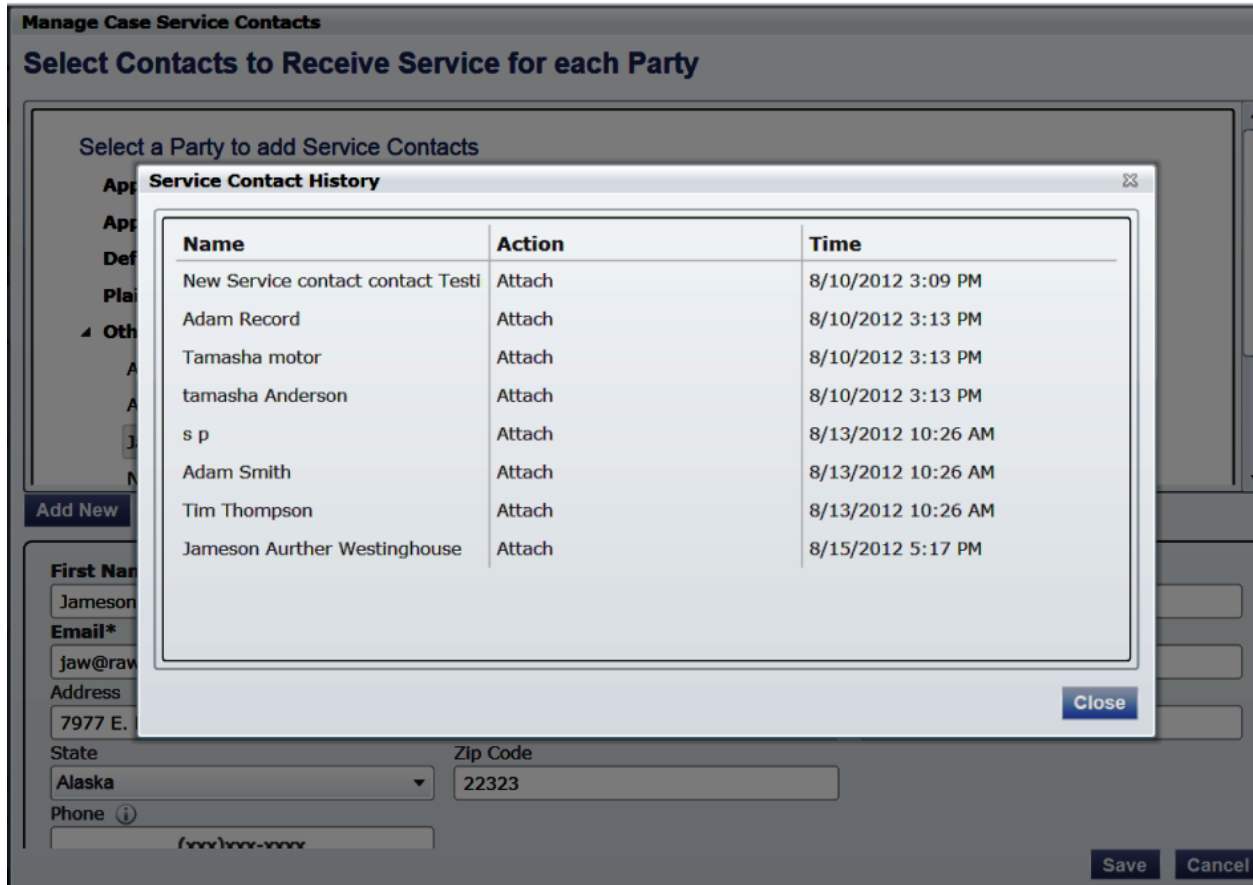 Manage Case Service Contacts
Select Contacts to Receive Service for each Party
Select a Party to add Service Contacts
Service Contact History
Name Action Time
New Service contact contact Testi Attach 8/10/2012 3:09 PM
Adam Record Attach 8/10/2012 3:13 PM
Tamasha motor Attach 8/10/2012 3:13 PM
tamasha Anderson Attach 8/10/2012 3:13 PM
s p Attach 8/13/2012 10:26 AM
Adam Smith Attach 8/13/2012 10:26 AM
Tim Thompson Attach 8/13/2012 10:26 AM
Jameson Aurther Westinghouse Attach 8/15/2012 5:17 PM
Close
Add New
First Nam
Jameson
Email*
jaw@raw
Address
7977 E.
State Zip Code
Alaska 22323
Phone
(xxx)xxx-xxxx
Save Cancel